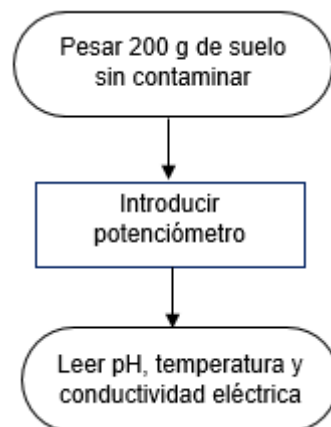 Pesar 200 g de suelo
sin contaminar
Introducir
potenciómetro
Leer pH, temperatura y
conductividad eléctrica